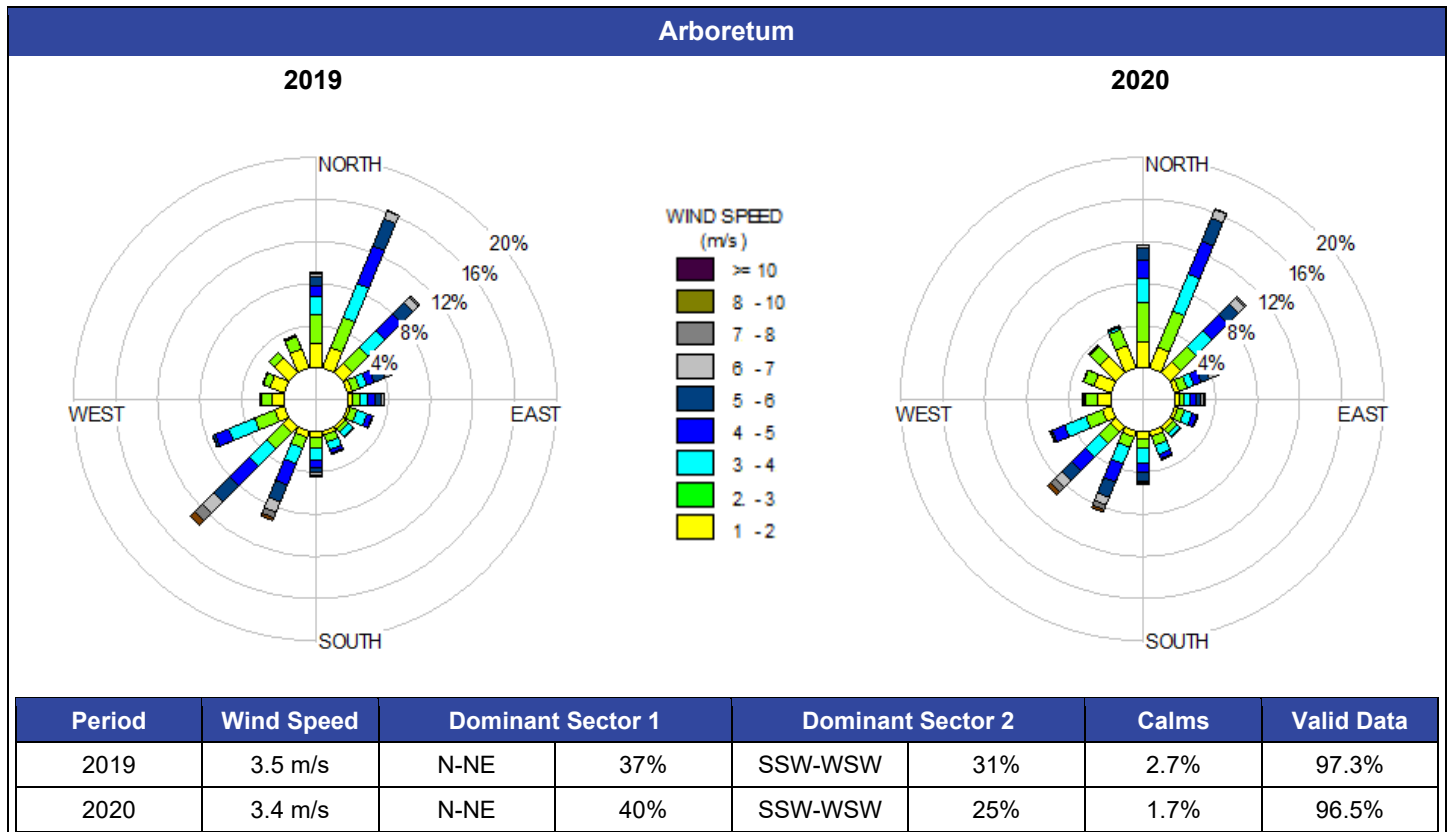 Arboretum
2019
2020
NORTH
20%
16%
12%
8%
4%
WEST
EAST
SOUTH
WIND SPEED
(m/s)
>= 10
8 - 10
7 - 8
6 - 7
5 - 6
4 - 5
3 - 4
2 - 3
1 - 2
NORTH
20%
16%
12%
8%
4%
WEST
EAST
SOUTH
Period Wind Speed Dominant Sector 1 Dominant Sector 2 Calms Valid Data
2019 3.5 m/s N-NE 37% SSW-WSW 31% 2.7% 97.3%
2020 3.4 m/s N-NE 40% SSW-WSW 25% 1.7% 96.5%